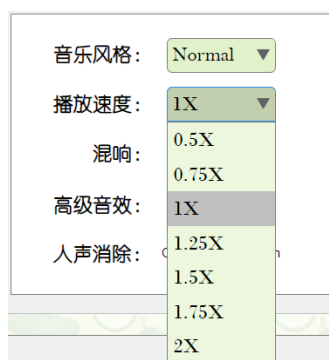 音乐风格： Normal
播放速度： 1X
0.5X
混响：
0.75X
高级音效： 1X
人声消除： 1.25X
1.5X
1.75X
2X